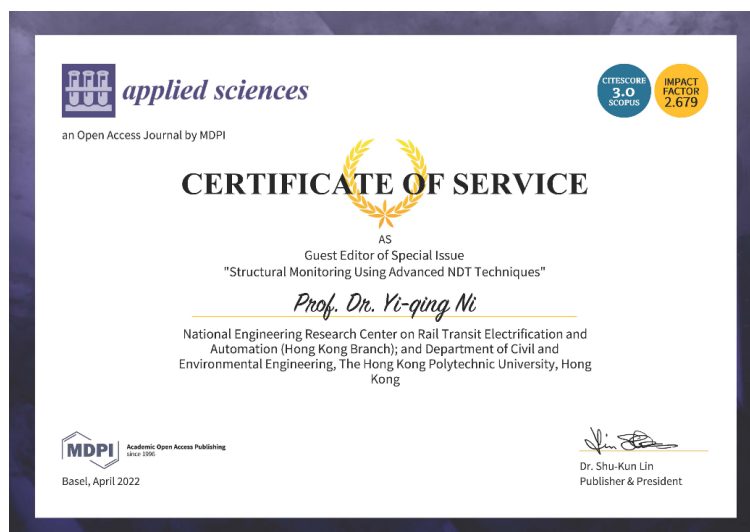 applied sciences
CITESCORE
3.0
SCOPUS
IMPACT
FACTOR
2.679
an Open Access Journal by MDPI
CERTIFICATE OF SERVICE
AS
Guest Editor of Special Issue
"Structural Monitoring Using Advanced NDT Techniques"
Prof. Dr. Yi-qing Ni
National Engineering Research Center on Rail Transit Electrification and
Automation (Hong Kong Branch); and Department of Civil and
Environmental Engineering, The Hong Kong Polytechnic University, Hong
Kong
MDPI
Academic Open Access Publishing
since 1996
Basel, April 2022
Dr. Shu-Kun Lin
Publisher & President